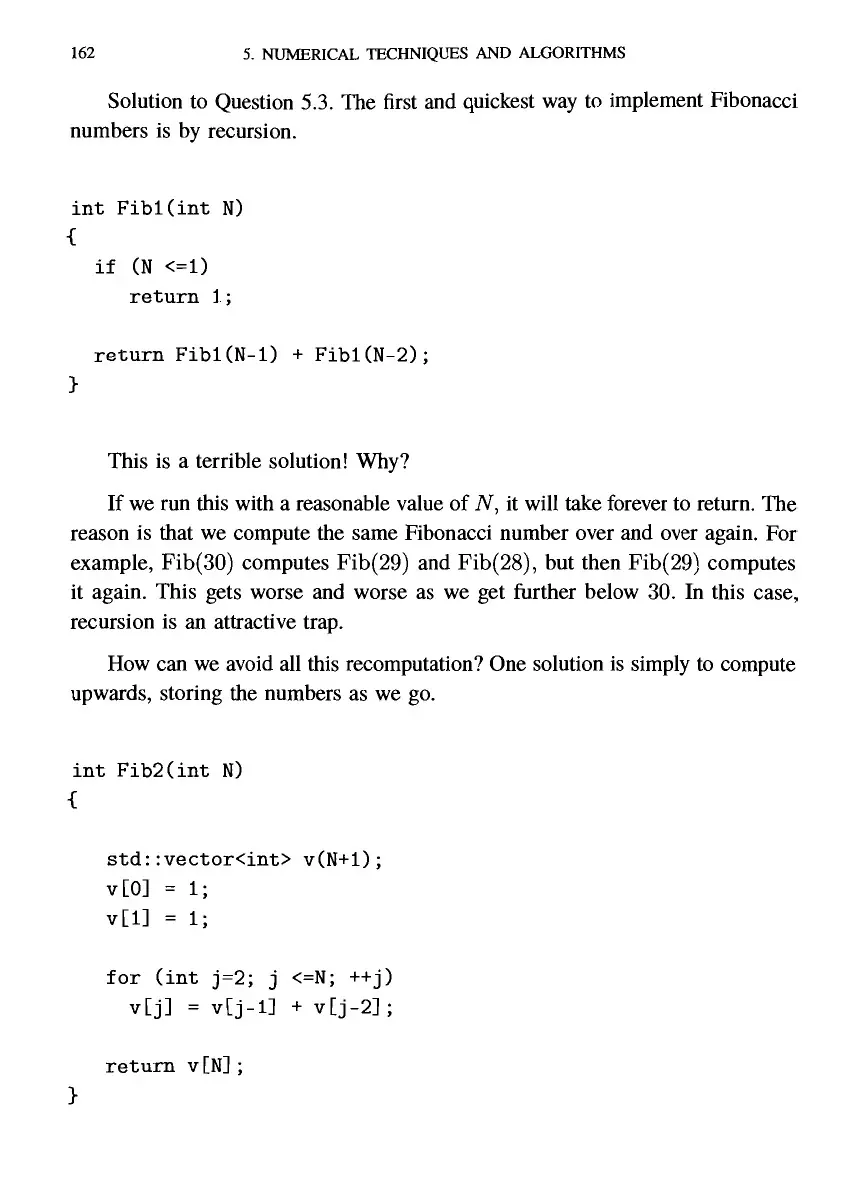 162 5. NUMERICAL TECHNIQUES AND ALGORITHMS
Solution to Question 5.3. The first and quickest way to implement Fibonacci
numbers is by recursion.
int Fib1(int N)
{
if (N <=1)
return 1;
return Fib1(N-1) + Fib1(N-2);
}
This is a terrible solution! Why?
If we run this with a reasonable value of N, it will take forever to return. The
reason is that we compute the same Fibonacci number over and over again. For
example, Fib(30) computes Fib(29) and Fib(28), but then Fib(29) computes
it again. This gets worse and worse as we get further below 30. In this case,
recursion is an attractive trap.
How can we avoid all this recomputation? One solution is simply to compute
upwards, storing the numbers as we go.
int Fib2(int N)
{
std::vector<int> v(N+1);
v[0] = 1;
v[1] = 1;
for (int j=2; j <=N; ++j)
v[j] = v[j-1] + v[j-2];
return v[N];
}